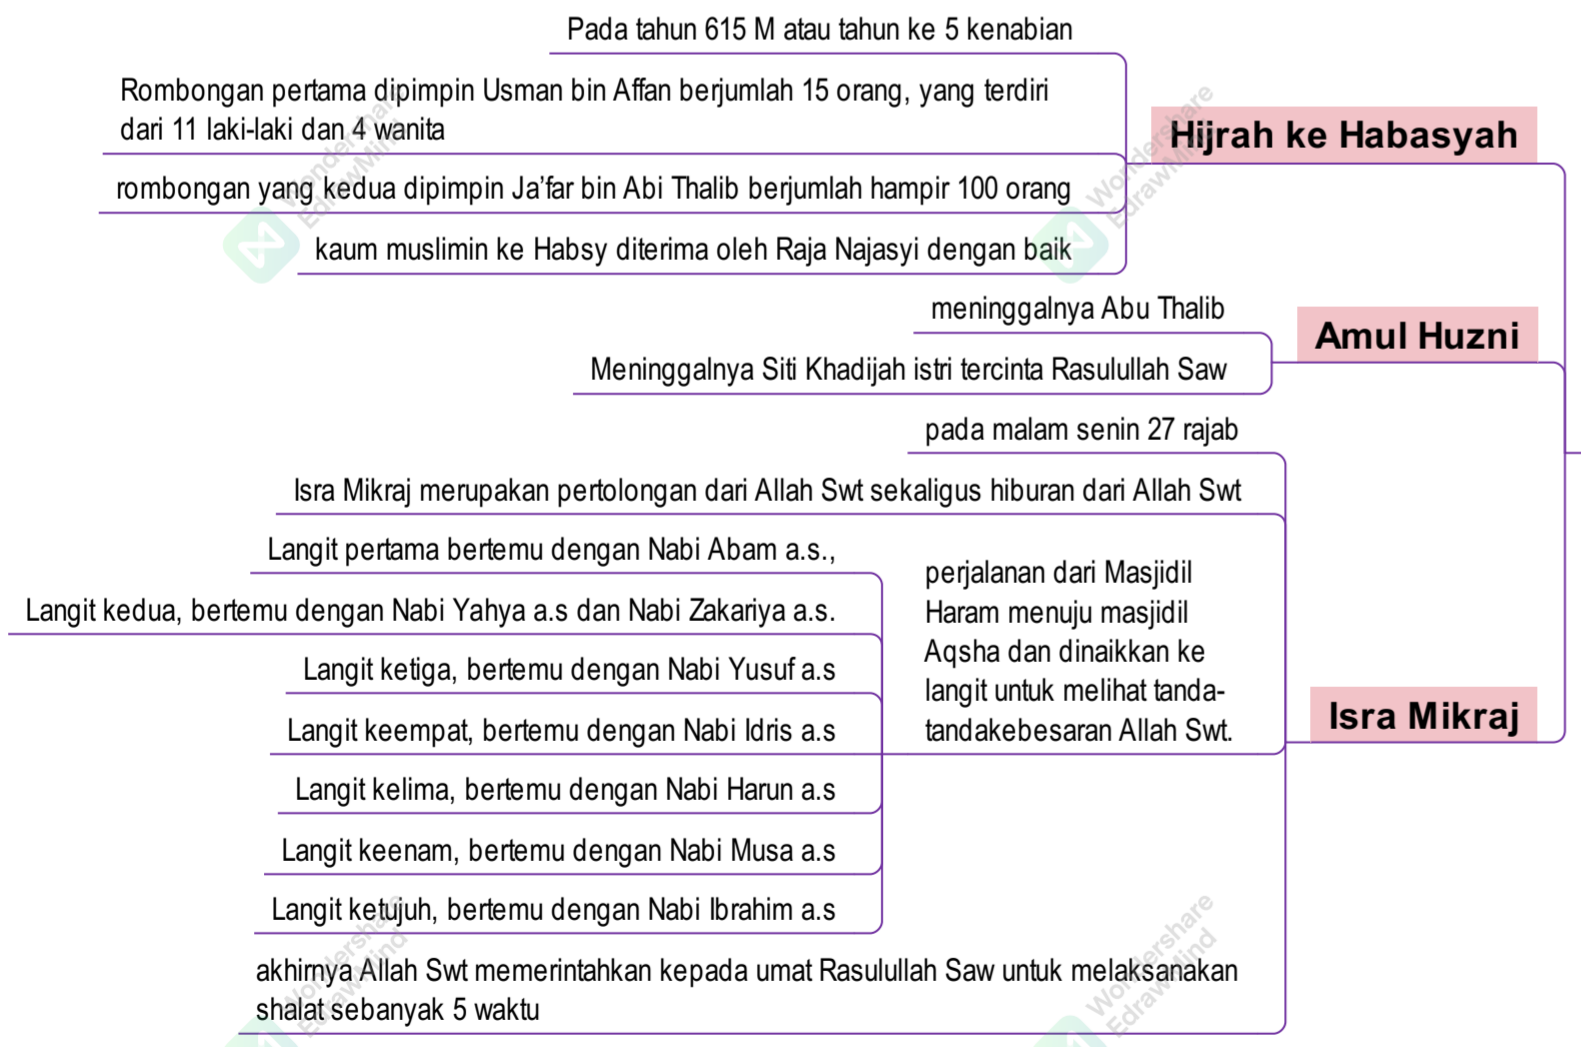 Pada tahun 615 M atau tahun ke 5 kenabian
Rombongan pertama dipimpin Usman bin Affan berjumlah 15 orang, yang terdiri
dari 11 laki-laki dan 4 wanita
rombongan yang kedua dipimpin Ja’far bin Abi Thalib berjumlah hampir 100 orang
kaum muslimin ke Habsy diterima oleh Raja Najasyi dengan baik
Hijrah ke Habasyah
meninggalnya Abu Thalib
Meninggalnya Siti Khadijah istri tercinta Rasulullah Saw
Amul Huzni
pada malam senin 27 rajab
Isra Mikraj merupakan pertolongan dari Allah Swt sekaligus hiburan dari Allah Swt
Langit pertama bertemu dengan Nabi Abam a.s.,
Langit kedua, bertemu dengan Nabi Yahya a.s dan Nabi Zakariya a.s.
Langit ketiga, bertemu dengan Nabi Yusuf a.s
Langit keempat, bertemu dengan Nabi Idris a.s
Langit kelima, bertemu dengan Nabi Harun a.s
Langit keenam, bertemu dengan Nabi Musa a.s
Langit ketujuh, bertemu dengan Nabi Ibrahim a.s
perjalanan dari Masjidil
Haram menuju masjidil
Aqsha dan dinaikkan ke
langit untuk melihat tanda-
tandakebesaran Allah Swt.
akhirnya Allah Swt memerintahkan kepada umat Rasulullah Saw untuk melaksanakan
shalat sebanyak 5 waktu
Isra Mikraj
Wondershare
EdrawMind
Wondershare
EdrawMind
Wondershare
EdrawMind
Wondershare
EdrawMind